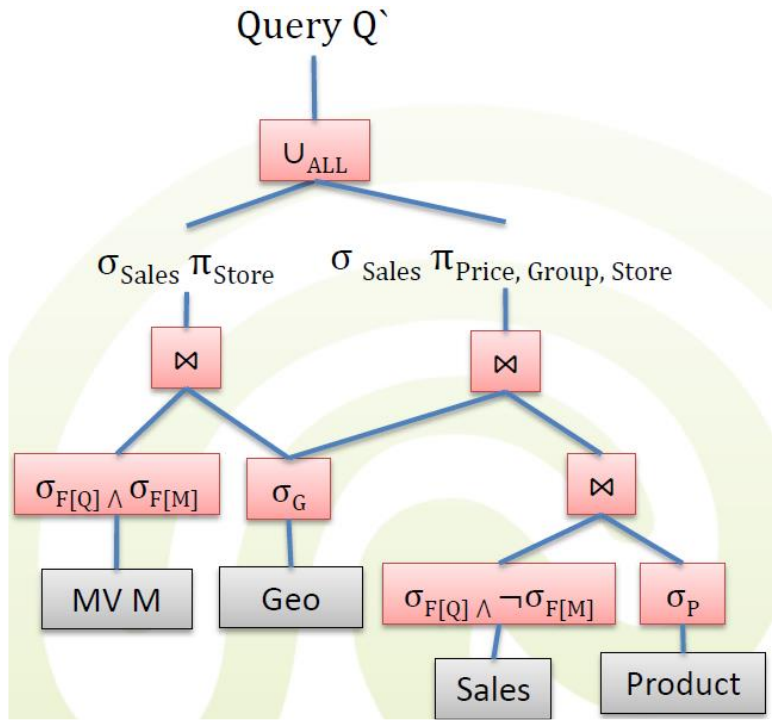 Query Q`
∪ALL
σSales πStore
σ Sales πPrice, Group, Store
⋈
⋈
σF[Q] ∧ σF[M]
σG
⋈
MV M
Geo
σF[Q] ∧ ¬σF[M]
σP
Sales
Product